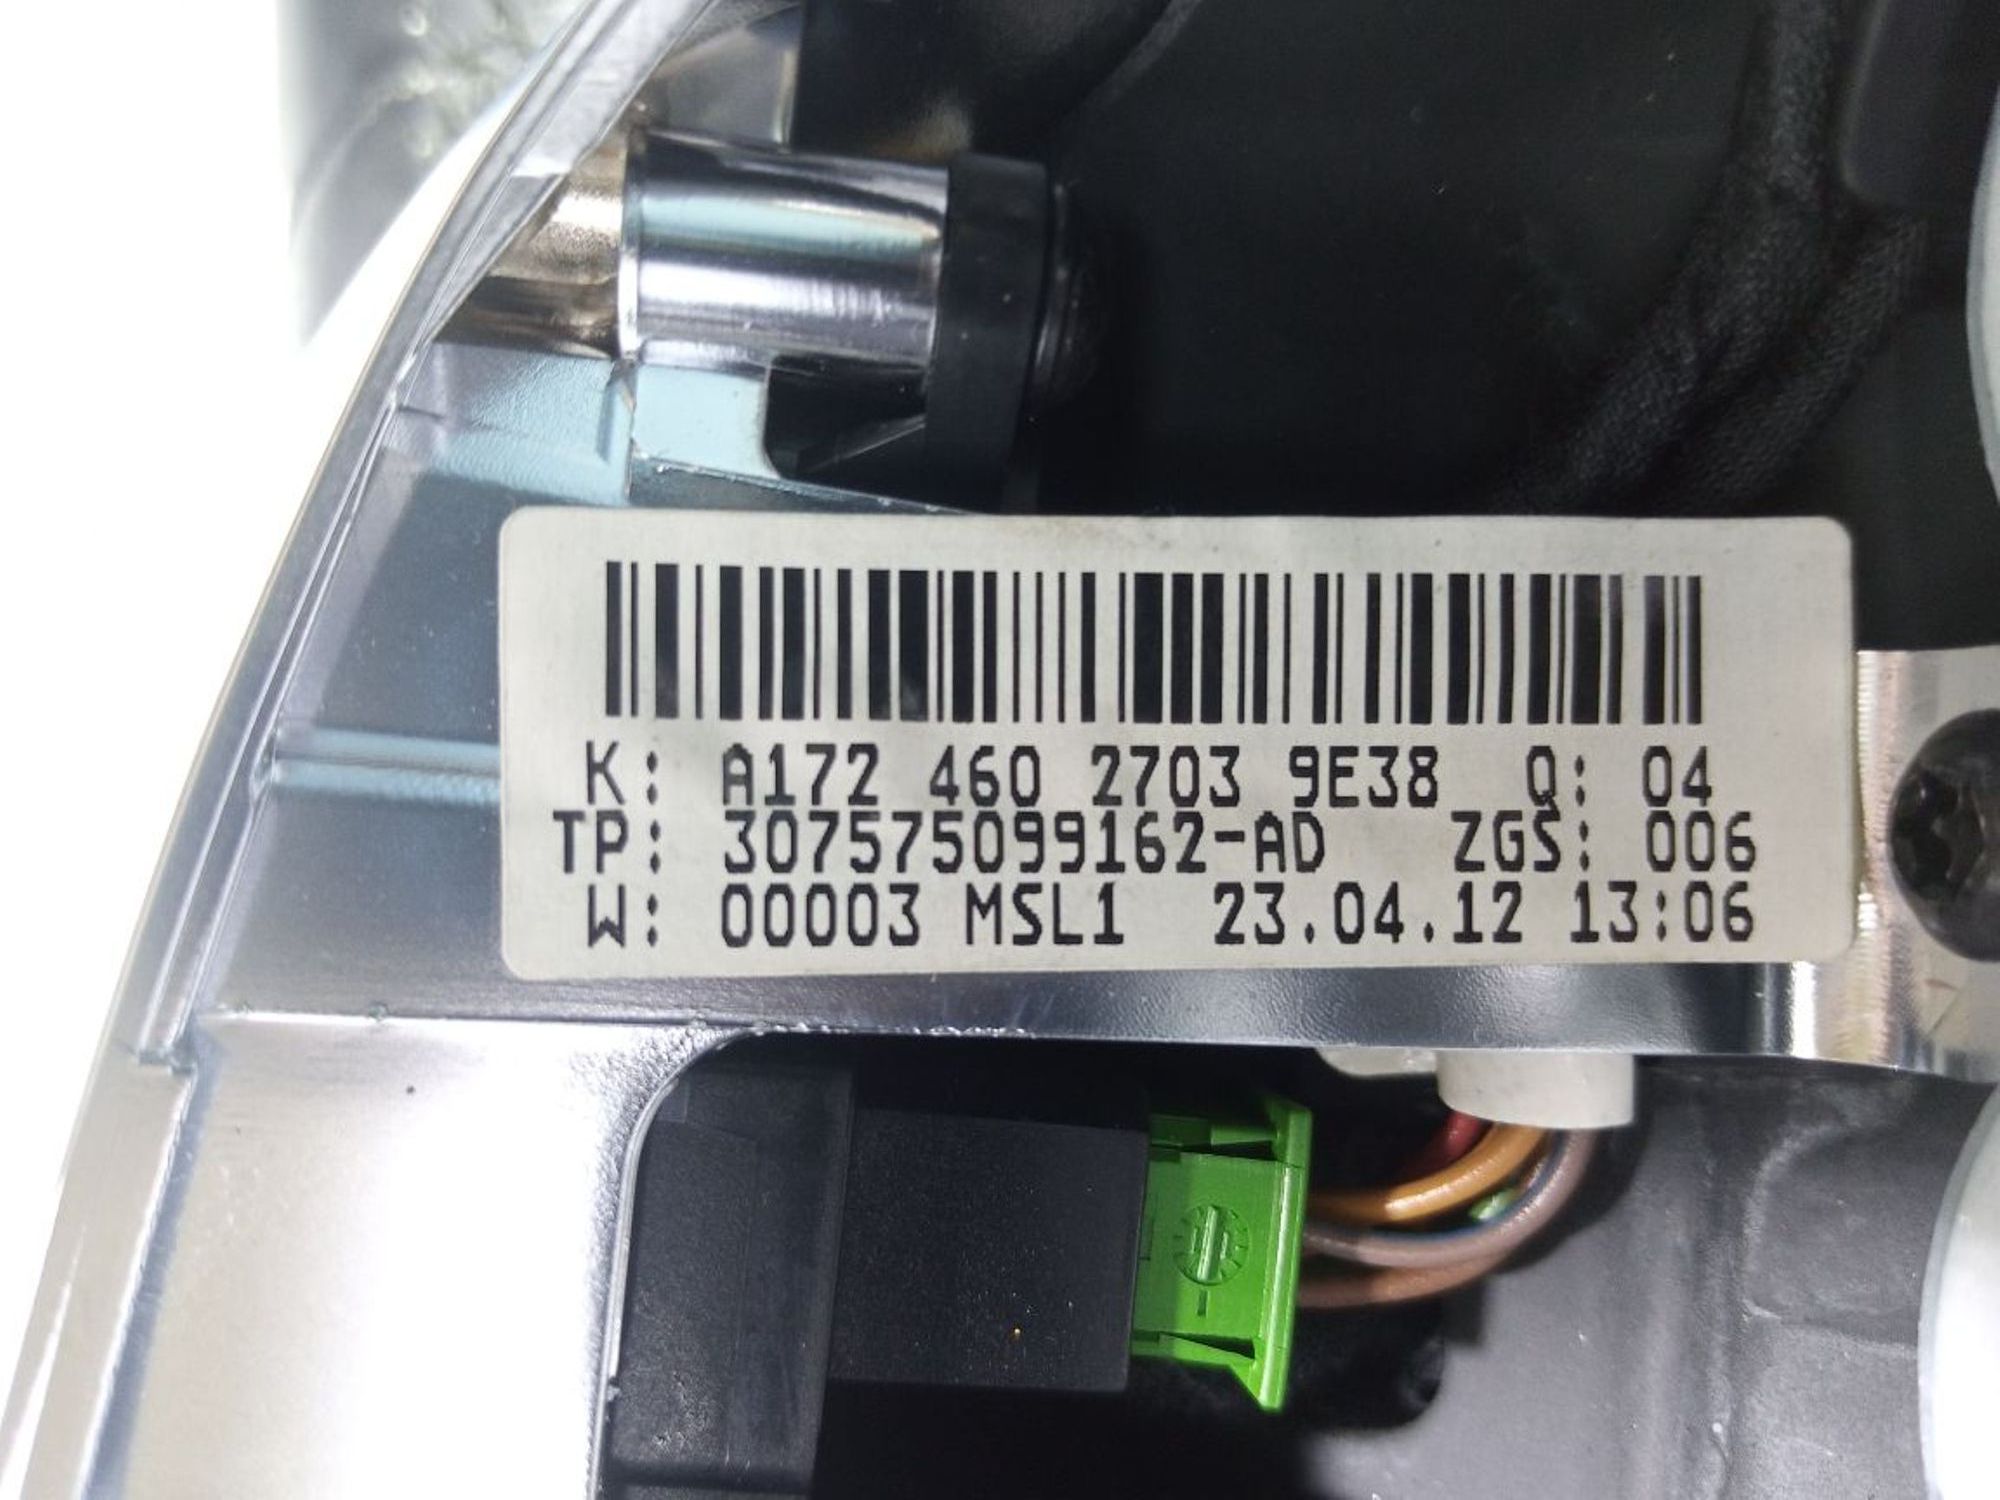 K: A172 460 2703 9E38 Q: 04
TP: 307575099162-AD ZGS: 006
W: 00003 MSL1 23.04.12 13:06